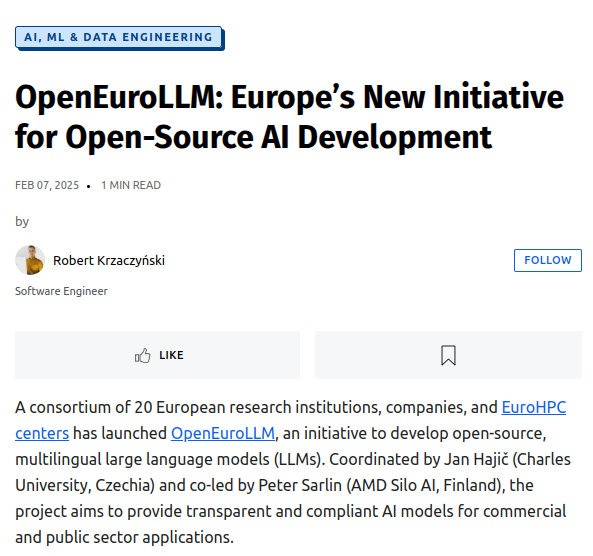 AI, ML & DATA ENGINEERING
OpenEuroLLM: Europe’s New Initiative
for Open-Source AI Development
FEB 07, 2025 • 1 MIN READ
by
Robert Krzaczyński
FOLLOW
Software Engineer
LIKE
A consortium of 20 European research institutions, companies, and EuroHPC
centers has launched OpenEuroLLM, an initiative to develop open-source,
multilingual large language models (LLMs). Coordinated by Jan Hajič (Charles
University, Czechia) and co-led by Peter Sarlin (AMD Silo AI, Finland), the
project aims to provide transparent and compliant AI models for commercial
and public sector applications.